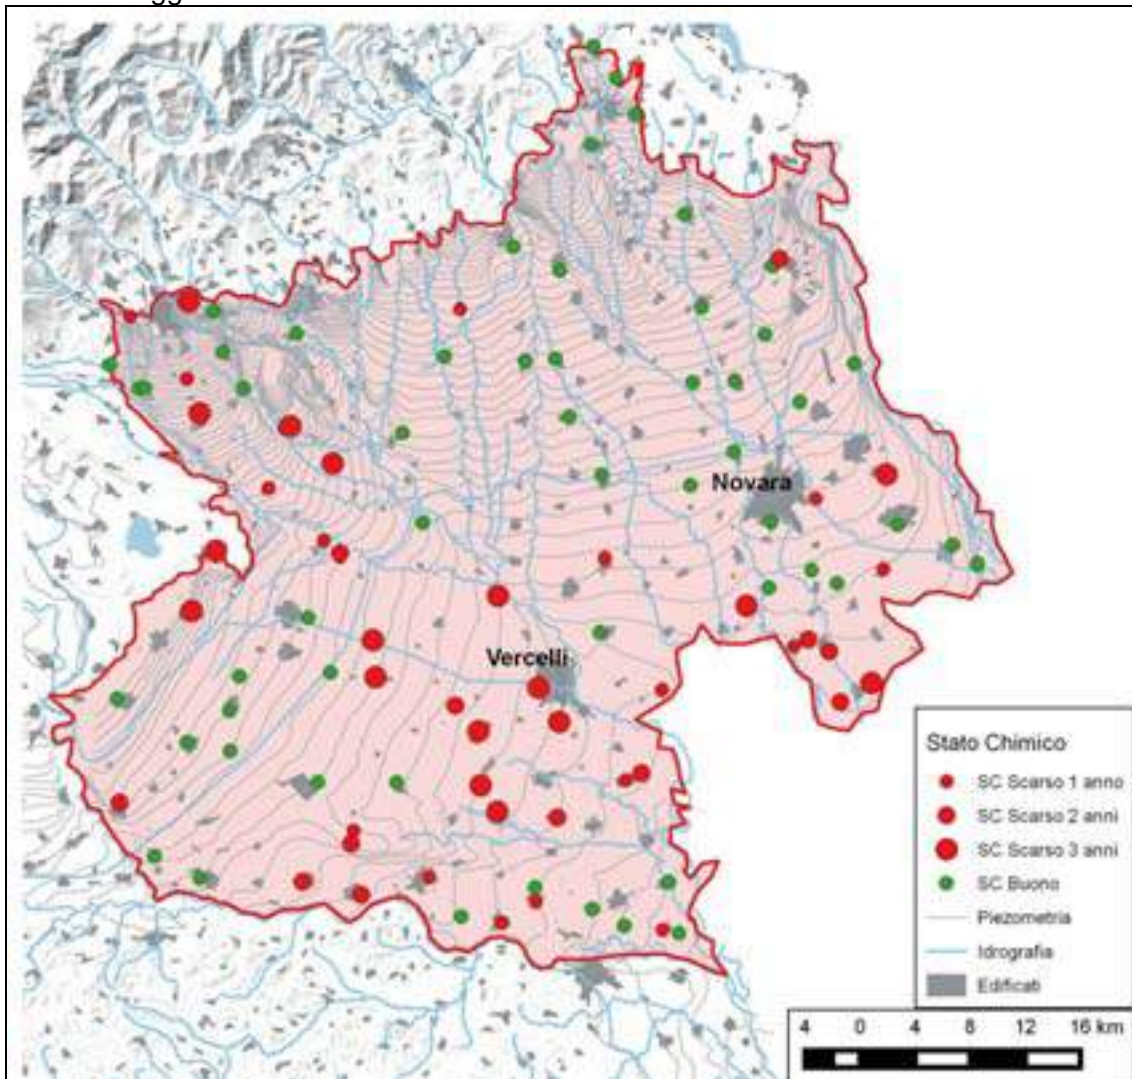 gg
Novara
Vercelli
Stato Chimico
SC Scarso 1 anno
SC Scarso 2 anni
SC Scarso 3 anni
SC Buono
Piezometria
Idrografia
Edificati
4 0 4 8 12 16 km